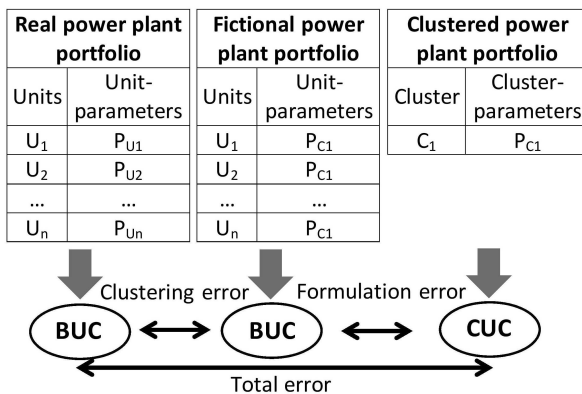 Real power plant
portfolio
Units Unit-
parameters
U1 PU1
U2 PU2
... ...
Un PUn
Fictional power
plant portfolio
Units Unit-
parameters
U1 PC1
U2 PC1
... ...
Un PC1
Clustered power
plant portfolio
Cluster Cluster-
parameters
C1 PC1
Clustering error Formulation error
BUC BUC CUC
Total error